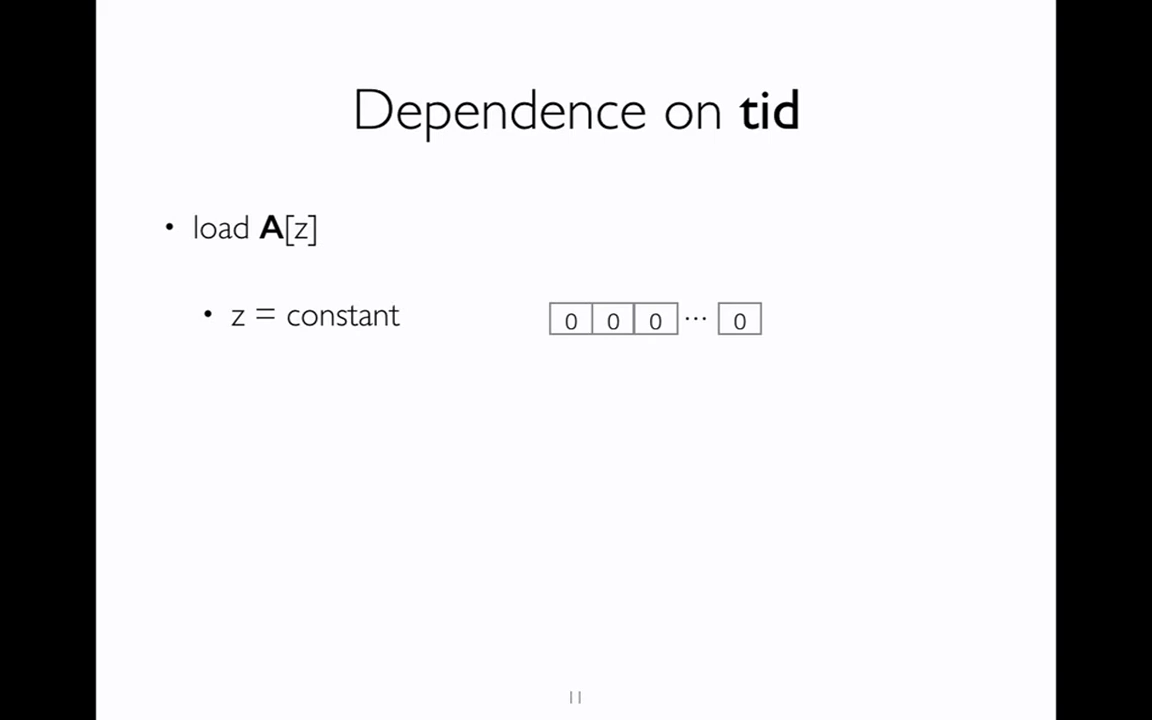 Dependence on tid
• load A[z]
• z = constant 0 0 0 ... 0
11